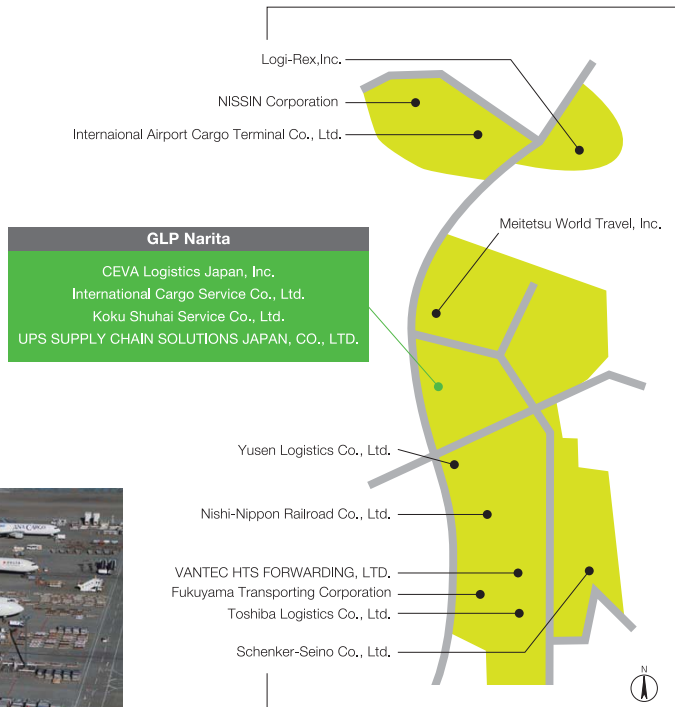 Logi-Rex,Inc.
NISSIN Corporation
Internaional Airport Cargo Terminal Co., Ltd.
Meitetsu World Travel, Inc.
GLP Narita
CEVA Logistics Japan, Inc.
International Cargo Service Co., Ltd.
Koku Shuhai Service Co., Ltd.
UPS SUPPLY CHAIN SOLUTIONS JAPAN, CO., LTD.
Yusen Logistics Co., Ltd.
Nishi-Nippon Railroad Co., Ltd.
VANTEC HTS FORWARDING, LTD.
Fukuyama Transporting Corporation
Toshiba Logistics Co., Ltd.
Schenker-Seino Co., Ltd.
N